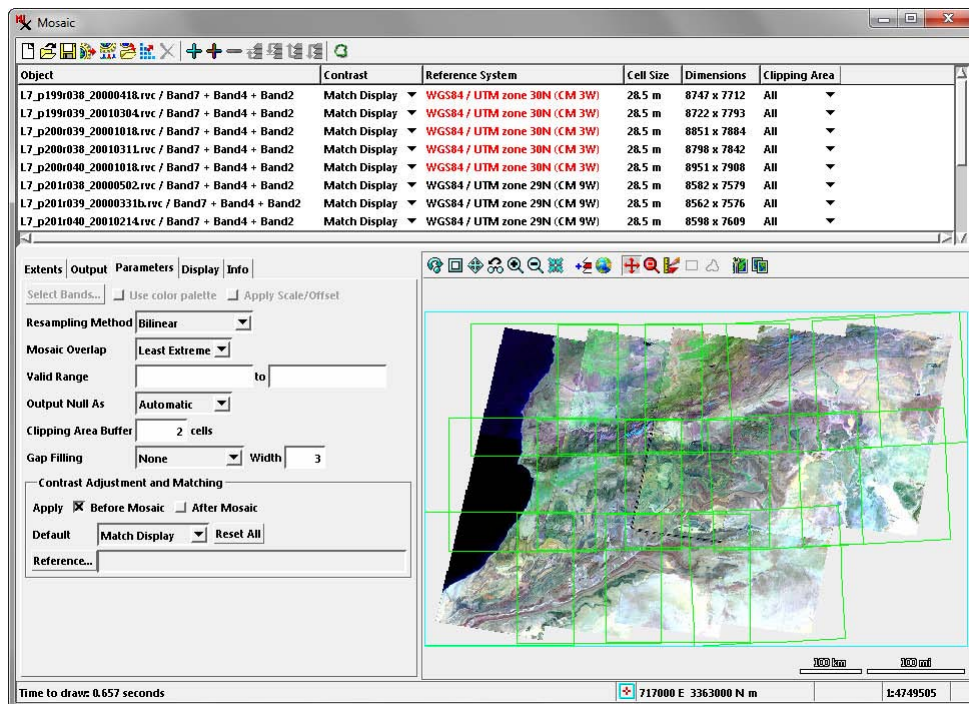 Mosaic
Object Contrast Reference System Cell Size Dimensions Clipping Area
L7_p199r038_20000418.rvc / Band7 + Band4 + Band2 Match Display WGS84 / UTM zone 30N (CM 3W) 28.5 m 8747 x 7712 All
L7_p199r039_20010304.rvc / Band7 + Band4 + Band2 Match Display WGS84 / UTM zone 30N (CM 3W) 28.5 m 8722 x 7793 All
L7_p200r039_20001018.rvc / Band7 + Band4 + Band2 Match Display WGS84 / UTM zone 30N (CM 3W) 28.5 m 8851 x 7884 All
L7_p200r038_20010311.rvc / Band7 + Band4 + Band2 Match Display WGS84 / UTM zone 30N (CM 3W) 28.5 m 8798 x 7842 All
L7_p200r040_20001018.rvc / Band7 + Band4 + Band2 Match Display WGS84 / UTM zone 30N (CM 3W) 28.5 m 8951 x 7908 All
L7_p201r038_20000502.rvc / Band7 + Band4 + Band2 Match Display WGS84 / UTM zone 29N (CM 9W) 28.5 m 8582 x 7579 All
L7_p201r039_20000331b.rvc / Band7 + Band4 + Band2 Match Display WGS84 / UTM zone 29N (CM 9W) 28.5 m 8562 x 7576 All
L7_p201r040_20010214.rvc / Band7 + Band4 + Band2 Match Display WGS84 / UTM zone 29N (CM 9W) 28.5 m 8598 x 7609 All
Extents Output Parameters Display Info
Select Bands... Use color palette Apply Scale/Offset
Resampling Method Bilinear
Mosaic Overlap Least Extreme
Valid Range to
Output Null As Automatic
Clipping Area Buffer 2 cells
Gap Filling None Width 3
Contrast Adjustment and Matching
Apply Before Mosaic After Mosaic
Default Match Display Reset All
Reference...
100 km 100 mi
Time to draw: 0.657 seconds 717000 E 3363000 N m 1:4749505